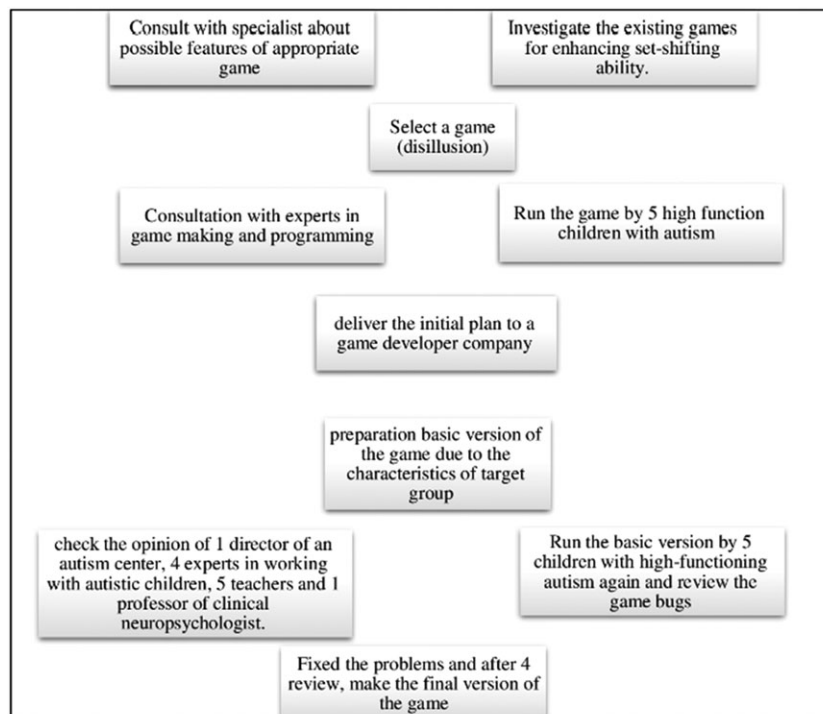 Consult with specialist about
possible features of appropriate
game
Investigate the existing games
for enhancing set-shifting
ability.
Select a game
(disillusion)
Consultation with experts in
game making and programming
Run the game by 5 high function
children with autism
deliver the initial plan to a
game developer company
preparation basic version of
the game due to the
characteristics of target
group
check the opinion of 1 director of an
autism center, 4 experts in working
with autistic children, 5 teachers and 1
professor of clinical
neuropsychologist.
Run the basic version by 5
children with high-functioning
autism again and review the
game bugs
Fixed the problems and after 4
review, make the final version of
the game